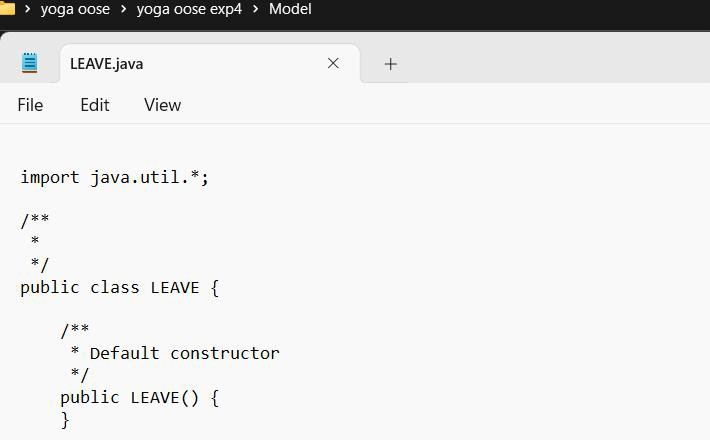 yoga oose > yoga oose exp4 > Model
LEAVE.java
File Edit View
import java.util.*;
/**
 *
 */
public class LEAVE {
    /**
     * Default constructor
     */
    public LEAVE() {
    }